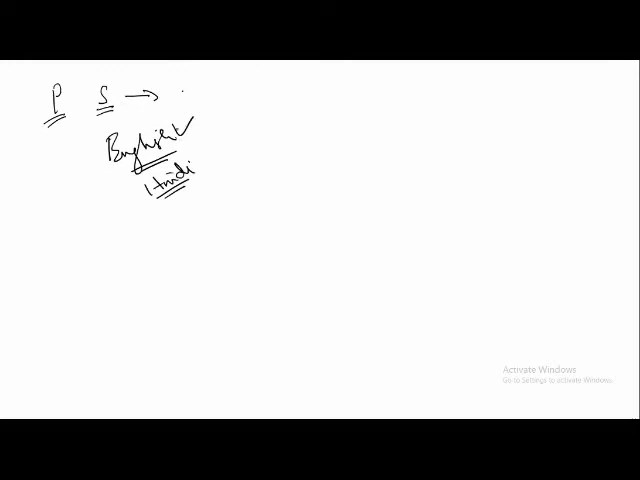 P S →
English
Hindi
Activate Windows
Go to Settings to activate Windows.